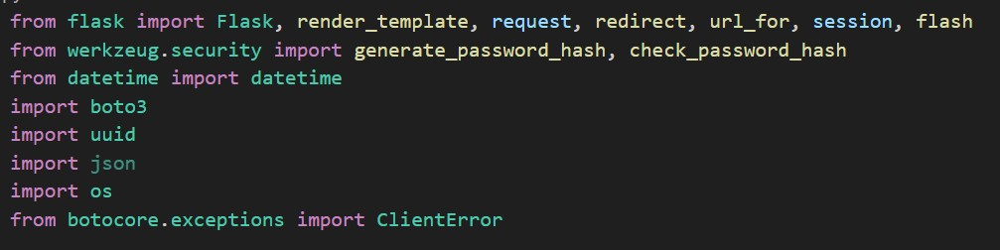 from flask import Flask, render_template, request, redirect, url_for, session, flash
from werkzeug.security import generate_password_hash, check_password_hash
from datetime import datetime
import boto3
import uuid
import json
import os
from botocore.exceptions import ClientError